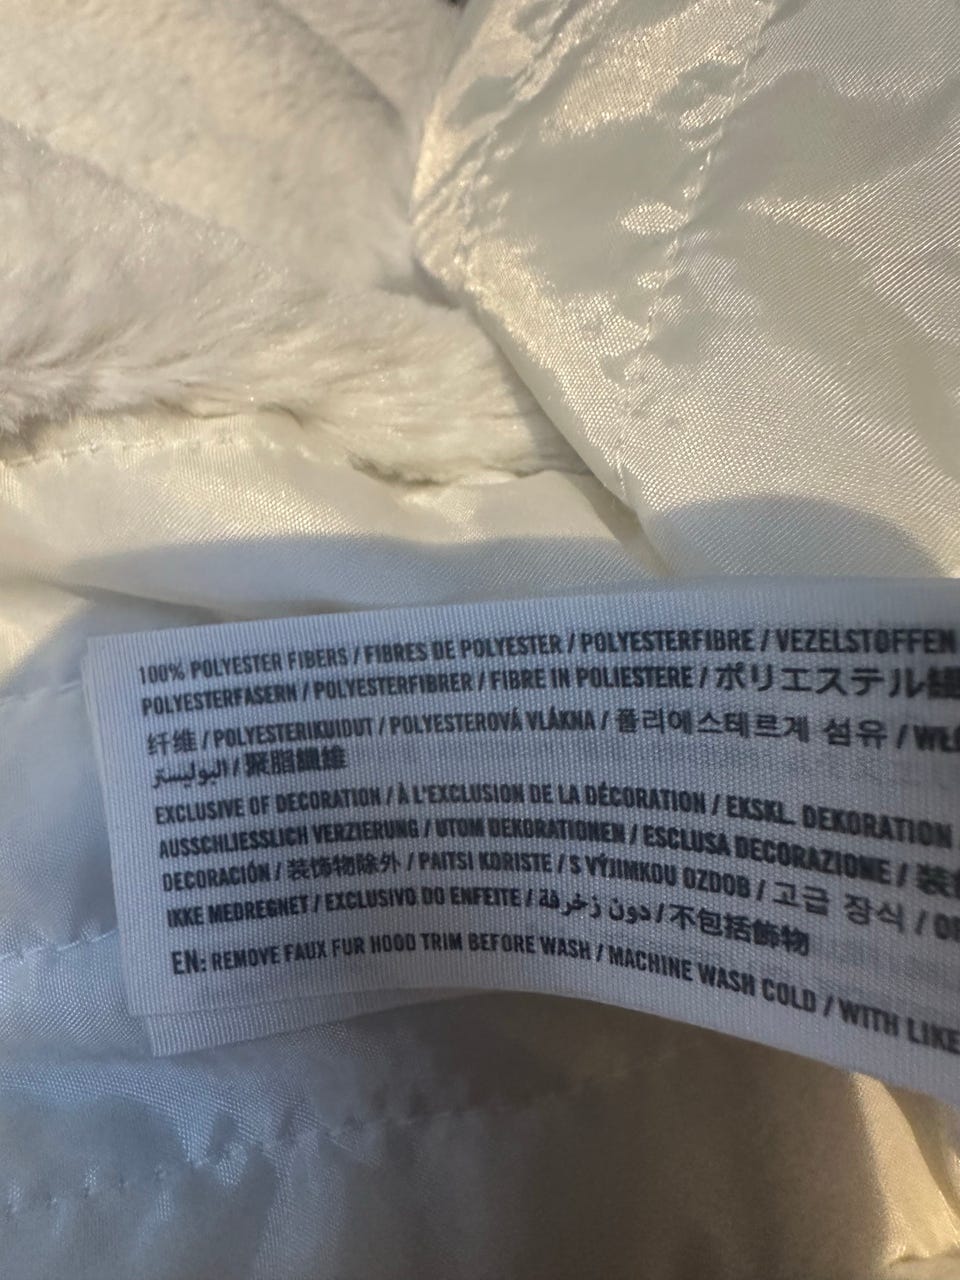 100% POLYESTER FIBERS / FIBRES DE POLYESTER / POLYESTERFIBRE / VEZELSTOFFEN
POLYESTERFASERN / POLYESTERFIBRER / FIBRE IN POLIESTERE / ポリエステル繊
纤维 / POLYESTERIKUIDUT / POLYESTEROVÁ VLÁKNA / 폴리에스테르계 섬유 /
البوليستر / 聚脂纖維
EXCLUSIVE OF DECORATION / À L'EXCLUSION DE LA DÉCORATION / EKSKL. DEKORATION
AUSSCHLIESSLICH VERZIERUNG / UTOM DEKORATIONEN / ESCLUSA DECORAZIONE / 装
DECORACIÓN / 装饰物除外 / PAITSI KORISTE / S VÝJIMKOU OZDOB / 고급 장식 /
IKKE MEDREGNET / EXCLUSIVO DO ENFEITE / دون زخرفة / 不包括飾物
EN: REMOVE FAUX FUR HOOD TRIM BEFORE WASH / MACHINE WASH COLD / WITH LIKE